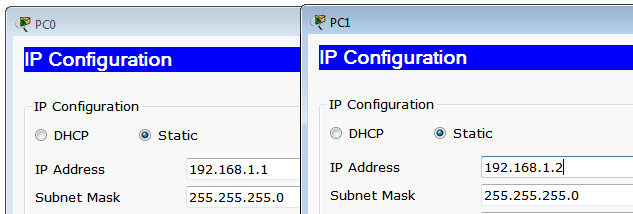 PC0
IP Configuration
IP Configuration
DHCP Static
IP Address 192.168.1.1
Subnet Mask 255.255.255.0
PC1
IP Configuration
IP Configuration
DHCP Static
IP Address 192.168.1.2
Subnet Mask 255.255.255.0